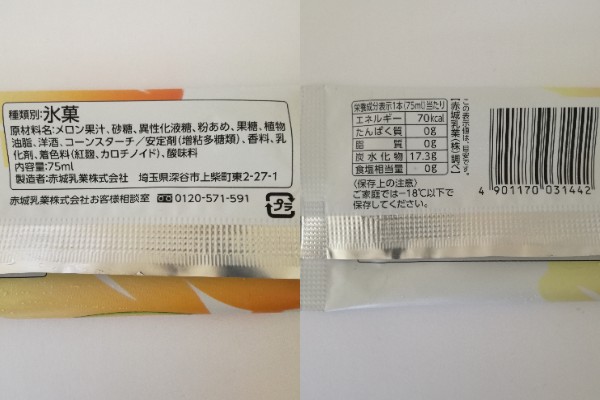 種類別:氷菓
原材料名:メロン果汁、砂糖、異性化液糖、粉あめ、果糖、植物
油脂、洋酒、コーンスターチ/安定剤(増粘多糖類)、香料、乳
化剤、着色料(紅麹、カロチノイド)、酸味料
内容量:75ml
製造者:赤城乳業株式会社 埼玉県深谷市上柴町東2-27-1
赤城乳業株式会社お客様相談室 0120-571-591
プラ
栄養成分表示1本(75ml)当たり
エネルギー 70kcal
たんぱく質 0g
脂質 0g
炭水化物 17.3g
食塩相当量 0g
この表示値は、目安です。
【赤城乳業(株)調べ】
〈保存上の注意〉
ご家庭では-18℃以下で
保存してください。
4 901170 031442